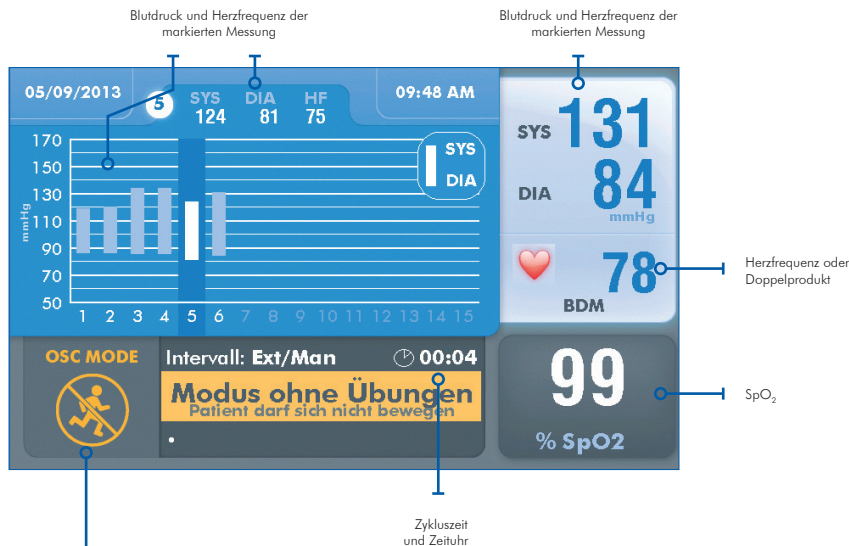 Blutdruck und Herzfrequenz der
markierten Messung
Blutdruck und Herzfrequenz der
markierten Messung
05/09/2013
5
SYS DIA HF
124 81 75
09:48 AM
SYS
DIA
mmHg
170
150
130
110
90
70
50
1 2 3 4 5 6 7 8 9 10 11 12 13 14 15
SYS 131
DIA 84
mmHg
78
BDM
Herzfrequenz oder
Doppelprodukt
OSC MODE
Intervall: Ext/Man 00:04
Modus ohne Übungen
Patient darf sich nicht bewegen
99
% SpO2
SpO₂
Zykluszeit
und Zeituhr